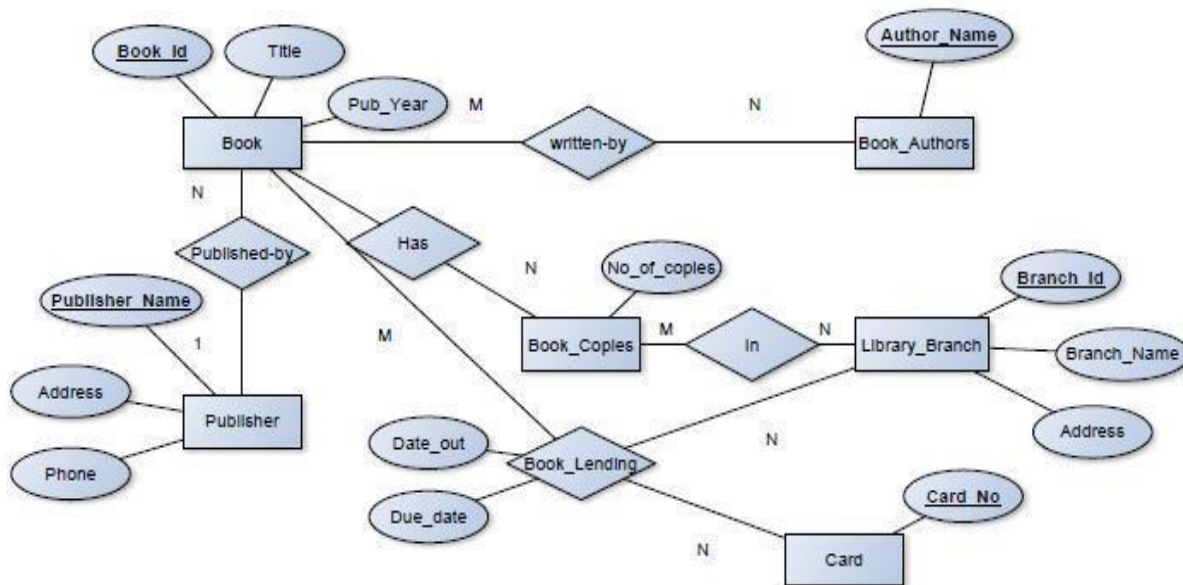 Author_Name
Book_Id
Title
Pub_Year
M
N
Book
written-by
Book_Authors
N
Published-by
Has
No_of_copies
Branch_Id
N
Publisher_Name
M
1
Book_Copies
M
In
N
Library_Branch
Branch_Name
Address
Publisher
Date_out
N
Address
Book_Lending
Phone
Due_date
Card_No
N
Card